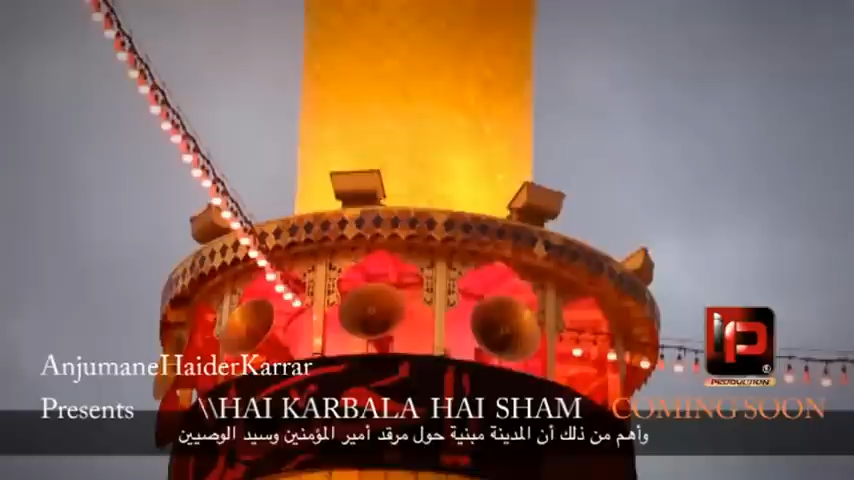 AnjumaneHaiderKarrar
Presents
\\HAI KARBALA HAI SHAM
COMING SOON
iP
PRODUCTION
®
وأهم من ذلك أن المدينة مبنية حول مرقد أمير المؤمنين وسيد الوصيين